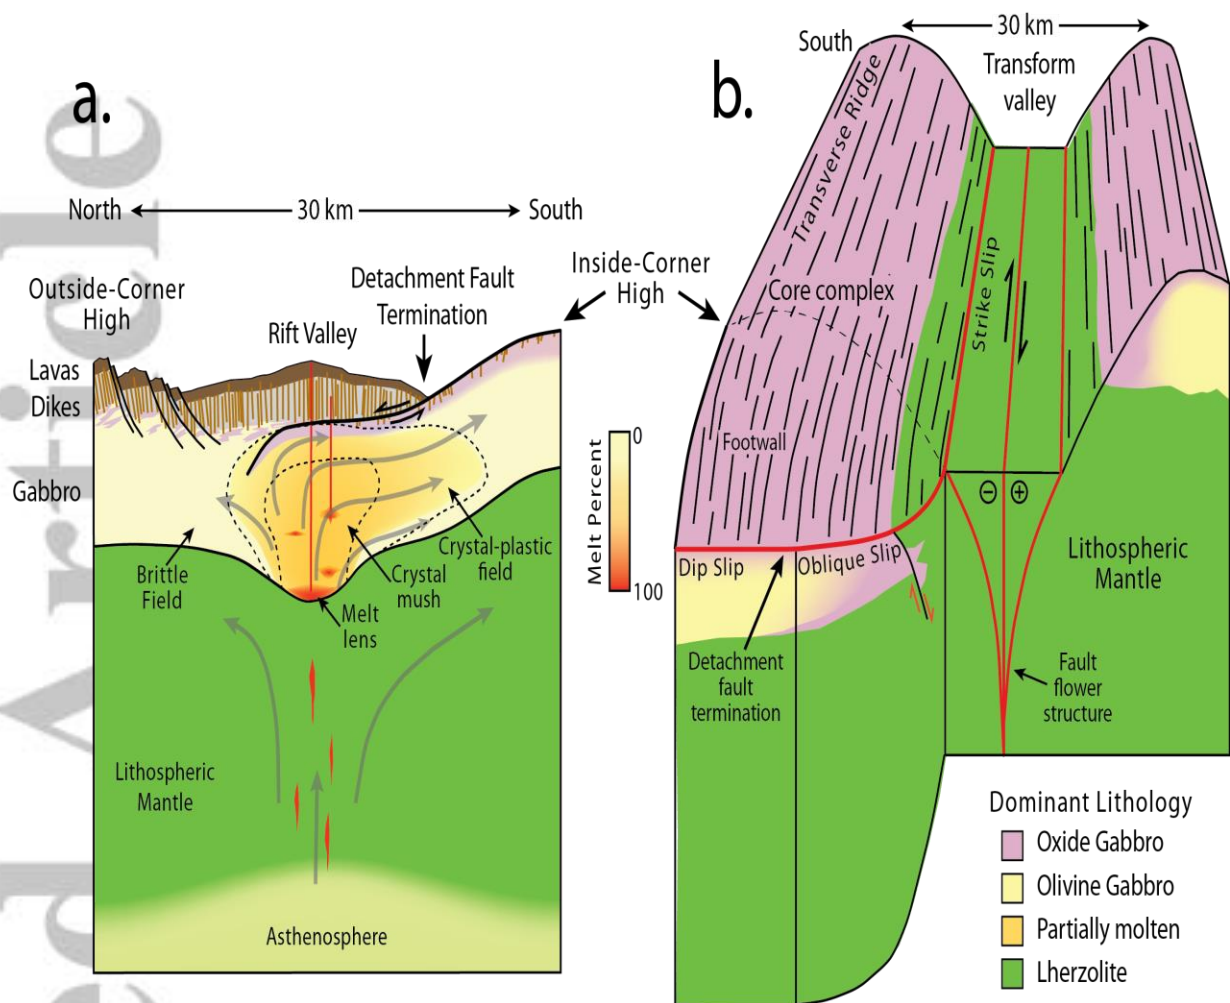 a.
North
30 km
South
Outside-Corner
High
Rift Valley
Detachment Fault
Termination
Inside-Corner
High
Lavas
Dikes
Gabbro
Brittle
Field
Melt
lens
Crystal
mush
Crystal-plastic
field
Lithospheric
Mantle
Asthenosphere
Melt Percent
0
100
b.
South
30 km
Transform
valley
Transverse Ridge
Core complex
Strike Slip
Footwall
Dip Slip
Oblique Slip
Detachment
fault
termination
Lithospheric
Mantle
Fault
flower
structure
Dominant Lithology
Oxide Gabbro
Olivine Gabbro
Partially molten
Lherzolite
d Article